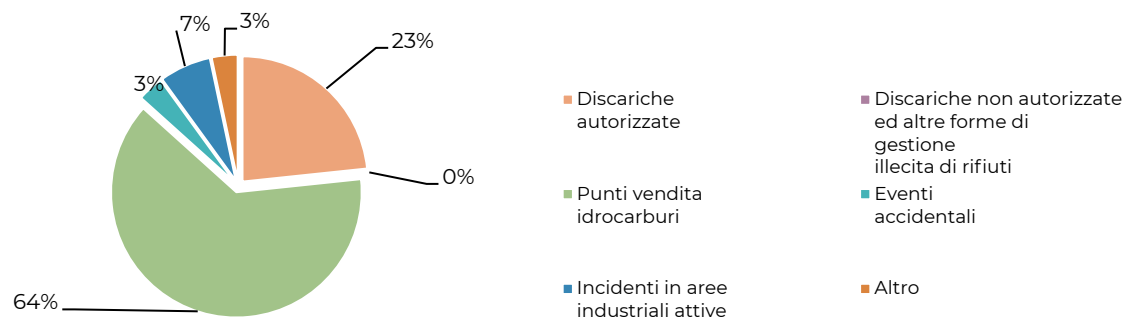 7%
3%
23%
3%
0%
64%
Discariche
autorizzate
Discariche non autorizzate
ed altre forme di
gestione
illecita di rifiuti
Punti vendita
idrocarburi
Eventi
accidentali
Incidenti in aree
industriali attive
Altro